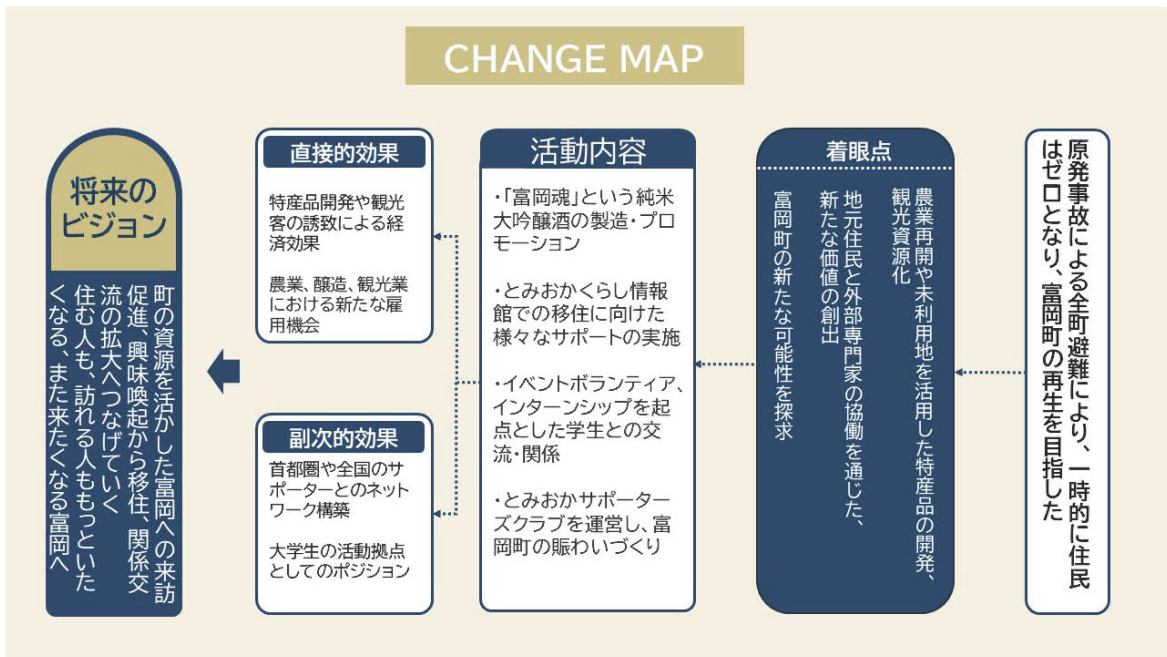 CHANGE MAP
原発事故による全町避難により、一時的に住民
はゼロとなり、富岡町の再生を目指した
着眼点
農業再開や未利用地を活用した特産品の開発、
観光資源化
地元住民と外部専門家の協働を通じた、
新たな価値の創出
富岡町の新たな可能性を探求
活動内容
・「富岡魂」という純米
大吟醸酒の製造・プロ
モーション
・とみおかくらし情報
館での移住に向けた
様々なサポートの実施
・イベントボランティア、
インターンシップを起
点とした学生との交
流・関係
・とみおかサポーター
ズクラブを運営し、富
岡町の賑わいづくり
直接的効果
特産品開発や観光
客の誘致による経
済効果
農業、醸造、観光業
における新たな雇
用機会
副次的効果
首都圏や全国のサ
ポーターとのネット
ワーク構築
大学生の活動拠点
としてのポジション
将来の
ビジョン
町の資源を活かした富岡への来訪
促進、興味喚起から移住、関係交
流の拡大へつなげていく
住む人も、訪れる人ももっといた
くなる、また来たくなる富岡へ